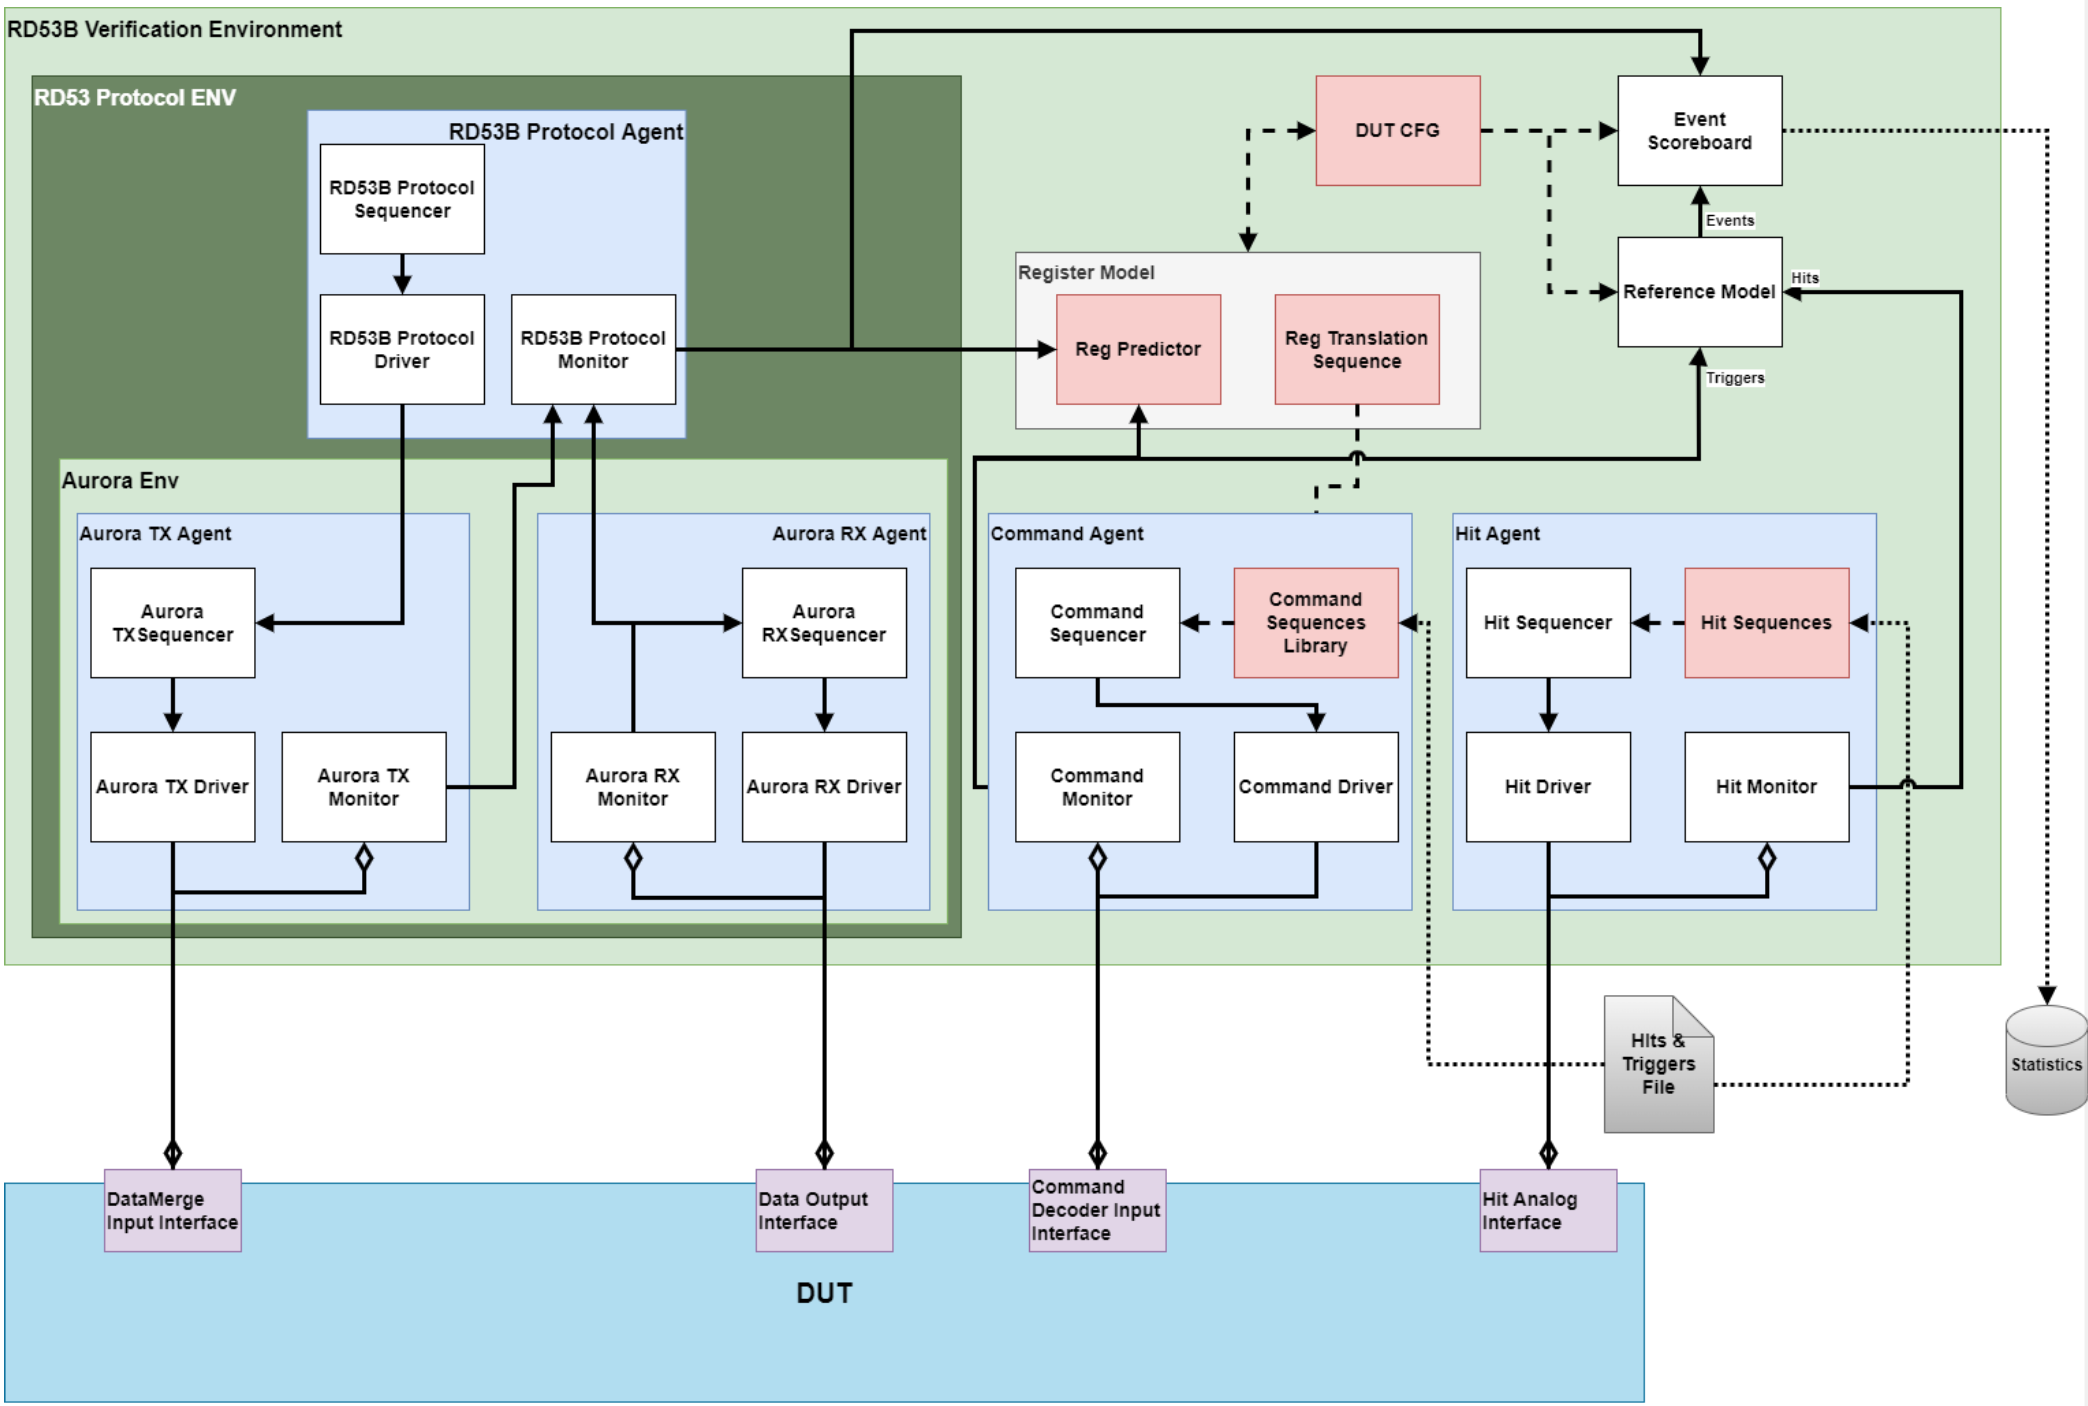 RD53B Verification Environment
RD53 Protocol ENV
RD53B Protocol Agent
RD53B Protocol
Sequencer
RD53B Protocol
Driver
RD53B Protocol
Monitor
DUT CFG
Event
Scoreboard
Events
Register Model
Reg Predictor
Reg Translation
Sequence
Reference Model
Hits
Triggers
Aurora Env
Aurora TX Agent
Aurora
TXSequencer
Aurora TX Driver
Aurora TX
Monitor
Aurora RX Agent
Aurora
RXSequencer
Aurora RX
Monitor
Aurora RX Driver
Command Agent
Command
Sequencer
Command
Sequences
Library
Command
Monitor
Command Driver
Hit Agent
Hit Sequencer
Hit Sequences
Hit Driver
Hit Monitor
HIts &
Triggers
File
Statistics
DataMerge
Input Interface
Data Output
Interface
Command
Decoder Input
Interface
Hit Analog
Interface
DUT